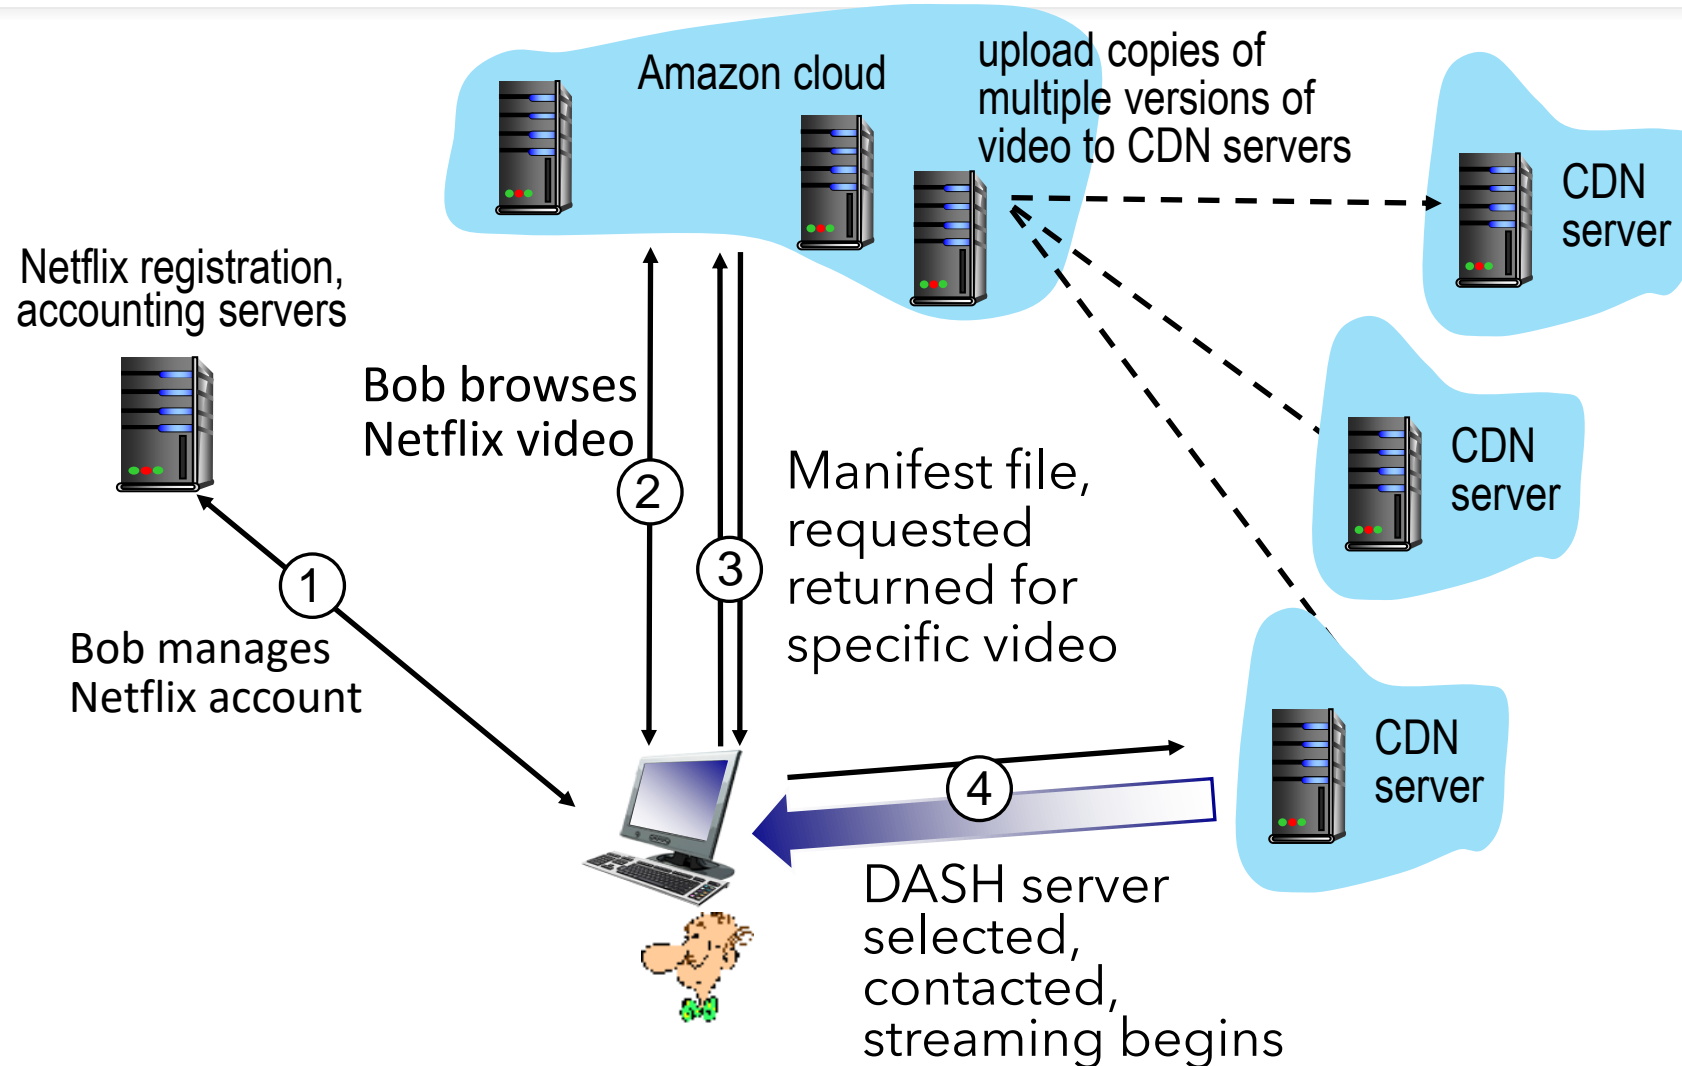 Amazon cloud
upload copies of
multiple versions of
video to CDN servers
CDN
server
Netflix registration,
accounting servers
Bob browses
Netflix video
CDN
server
2
Manifest file,
requested
returned for
specific video
3
1
Bob manages
Netflix account
CDN
server
4
DASH server
selected,
contacted,
streaming begins